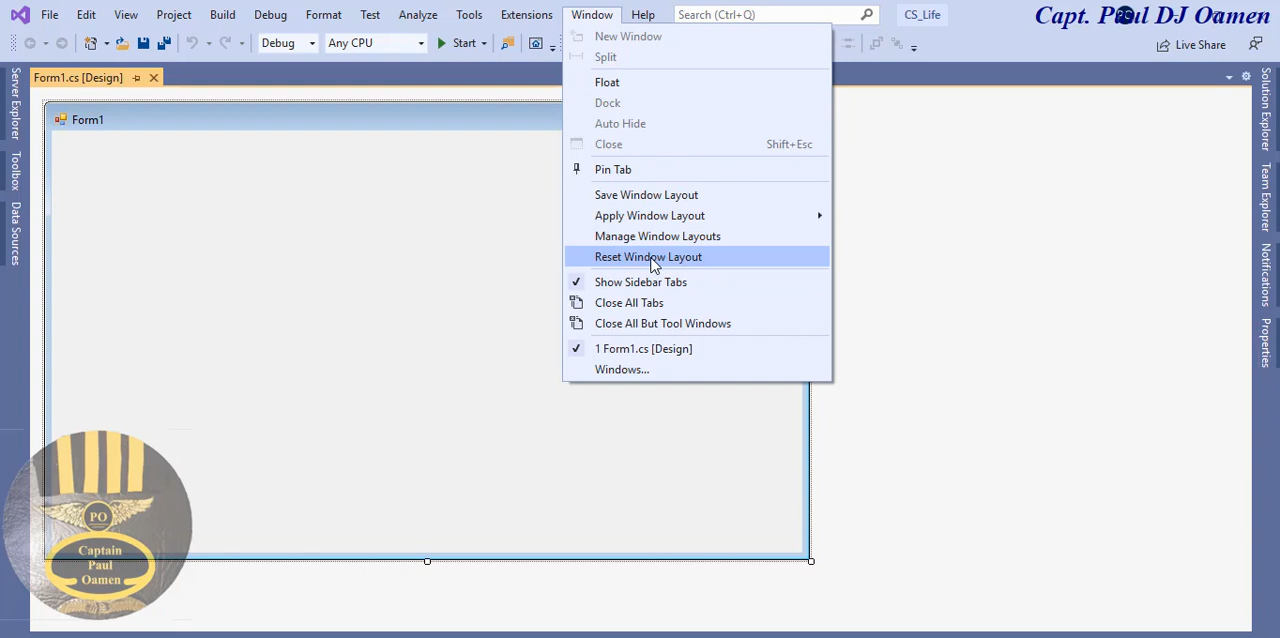 File Edit View Project Build Debug Format Test Analyze Tools Extensions Window Help Search (Ctrl+Q) CS_Life Capt. Paul DJ Oamen
Debug Any CPU Start Live Share
Form1.cs [Design]
Form1
Server Explorer
Toolbox
Data Sources
New Window
Split
Float
Dock
Auto Hide
Close Shift+Esc
Pin Tab
Save Window Layout
Apply Window Layout
Manage Window Layouts
Reset Window Layout
Show Sidebar Tabs
Close All Tabs
Close All But Tool Windows
1 Form1.cs [Design]
Windows...
Solution Explorer
Team Explorer
Notifications
Properties
PO
Captain
Paul
Oamen